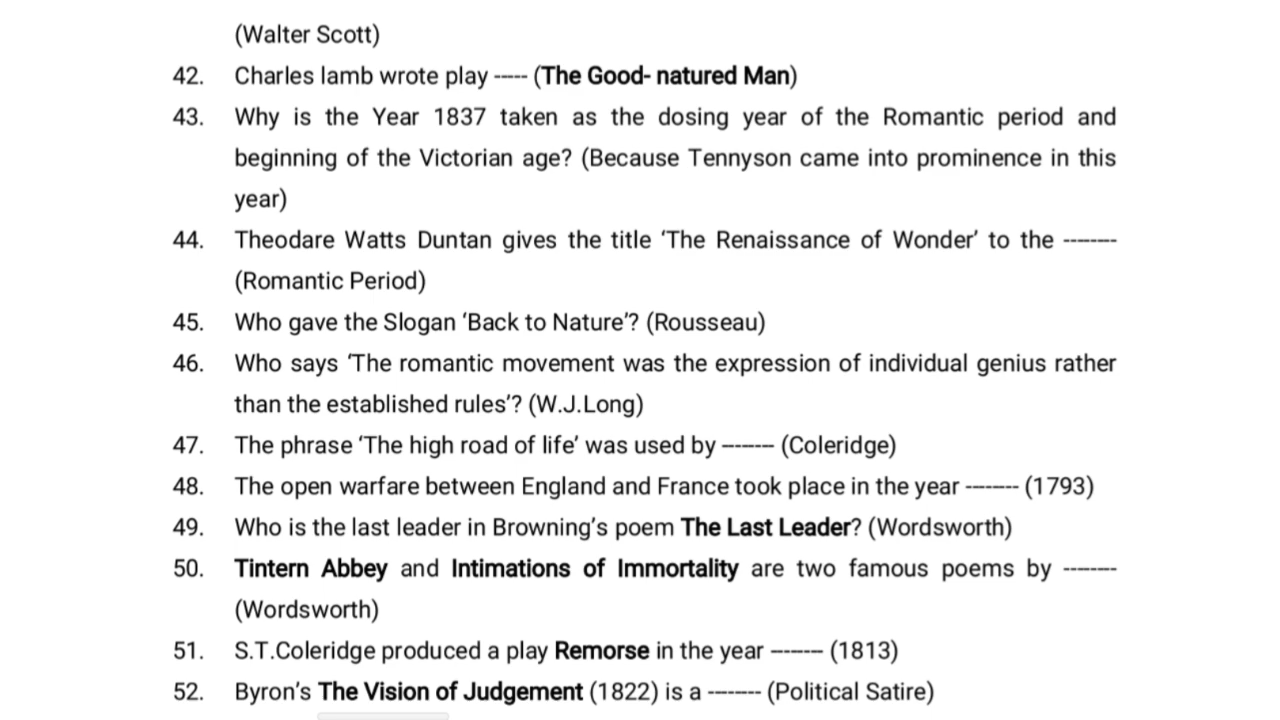 (Walter Scott)
42. Charles lamb wrote play ----- (The Good- natured Man)
43. Why is the Year 1837 taken as the dosing year of the Romantic period and
beginning of the Victorian age? (Because Tennyson came into prominence in this
year)
44. Theodare Watts Duntan gives the title ‘The Renaissance of Wonder’ to the --------
(Romantic Period)
45. Who gave the Slogan ‘Back to Nature’? (Rousseau)
46. Who says ‘The romantic movement was the expression of individual genius rather
than the established rules’? (W.J.Long)
47. The phrase ‘The high road of life’ was used by -------- (Coleridge)
48. The open warfare between England and France took place in the year -------- (1793)
49. Who is the last leader in Browning’s poem The Last Leader? (Wordsworth)
50. Tintern Abbey and Intimations of Immortality are two famous poems by --------
(Wordsworth)
51. S.T.Coleridge produced a play Remorse in the year -------- (1813)
52. Byron’s The Vision of Judgement (1822) is a -------- (Political Satire)